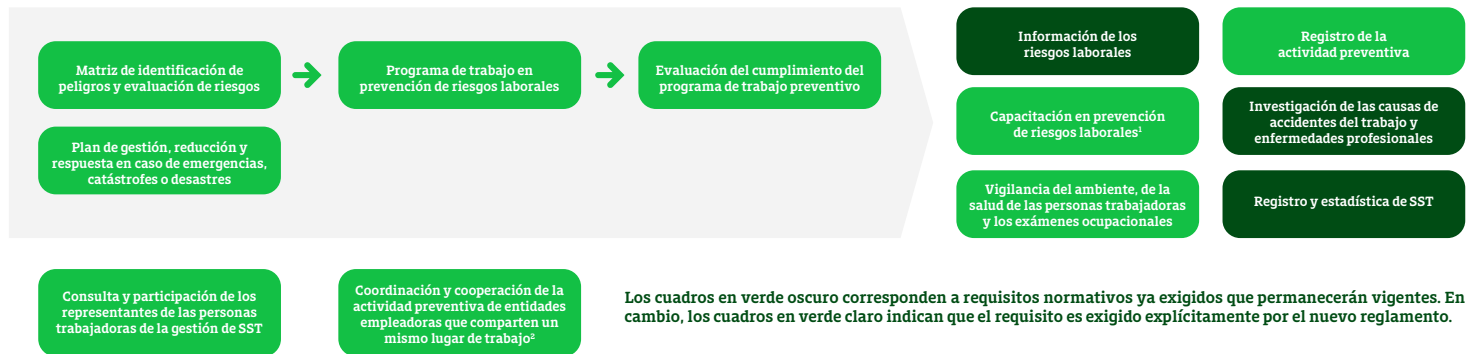 Matriz de identificación de
peligros y evaluación de riesgos
Programa de trabajo en
prevención de riesgos laborales
Evaluación del cumplimiento del
programa de trabajo preventivo
Plan de gestión, reducción y
respuesta en caso de emergencias,
catástrofes o desastres
Información de los
riesgos laborales
Registro de la
actividad preventiva
Capacitación en prevención
de riesgos laborales¹
Investigación de las causas de
accidentes del trabajo y
enfermedades profesionales
Vigilancia del ambiente, de la
salud de las personas trabajadoras
y los exámenes ocupacionales
Registro y estadística de SST
Consulta y participación de los
representantes de las personas
trabajadoras de la gestión de SST
Coordinación y cooperación de la
actividad preventiva de entidades
empleadoras que comparten un
mismo lugar de trabajo²
Los cuadros en verde oscuro corresponden a requisitos normativos ya exigidos que permanecerán vigentes. En
cambio, los cuadros en verde claro indican que el requisito es exigido explícitamente por el nuevo reglamento.